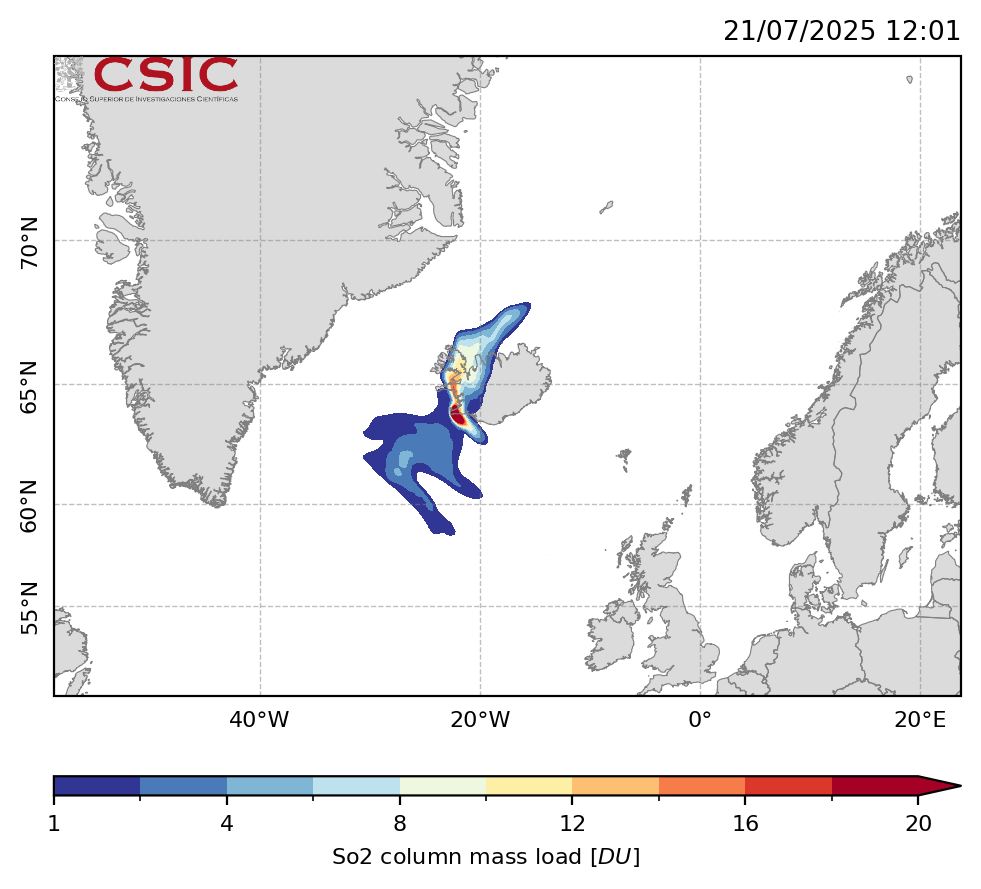 21/07/2025 12:01
CSIC
CONSEJO SUPERIOR DE INVESTIGACIONES CIENTÍFICAS
70°N
65°N
60°N
55°N
40°W 20°W 0° 20°E
1 4 8 12 16 20
So2 column mass load [DU]